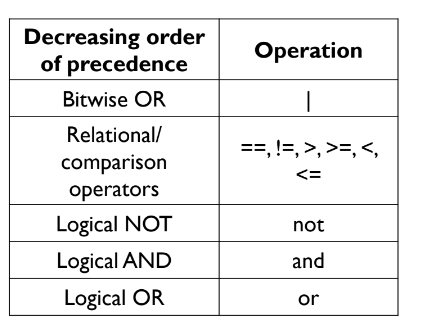 Decreasing order Operation
of precedence
Bitwise OR |
Relational/ ==, !=, >, >=, <,
comparison <=
operators
Logical NOT not
Logical AND and
Logical OR or